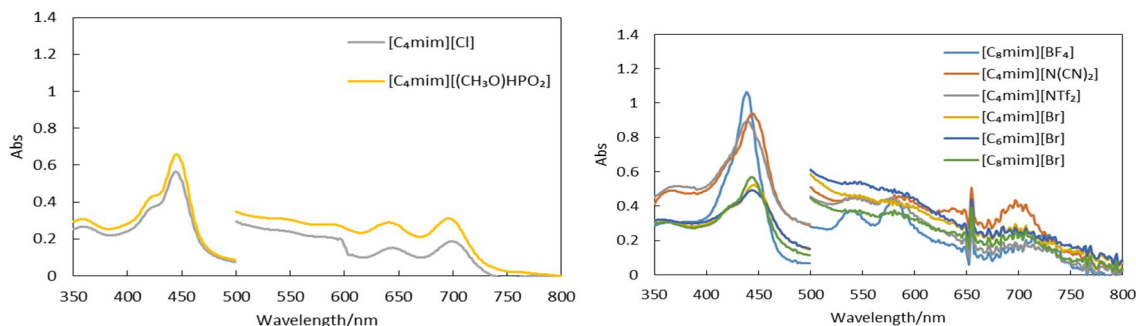 1.4
1.2
1
0.8
0.6
0.4
0.2
0
Abs
[C₄mim][Cl]
[C₄mim][(CH₃O)HPO₂]
350 400 450 500 550 600 650 700 750 800
Wavelength/nm
1.4
1.2
1
0.8
0.6
0.4
0.2
0
Abs
[C₈mim][BF₄]
[C₄mim][N(CN)₂]
[C₄mim][NTf₂]
[C₄mim][Br]
[C₆mim][Br]
[C₈mim][Br]
350 400 450 500 550 600 650 700 750 800
Wavelength/nm